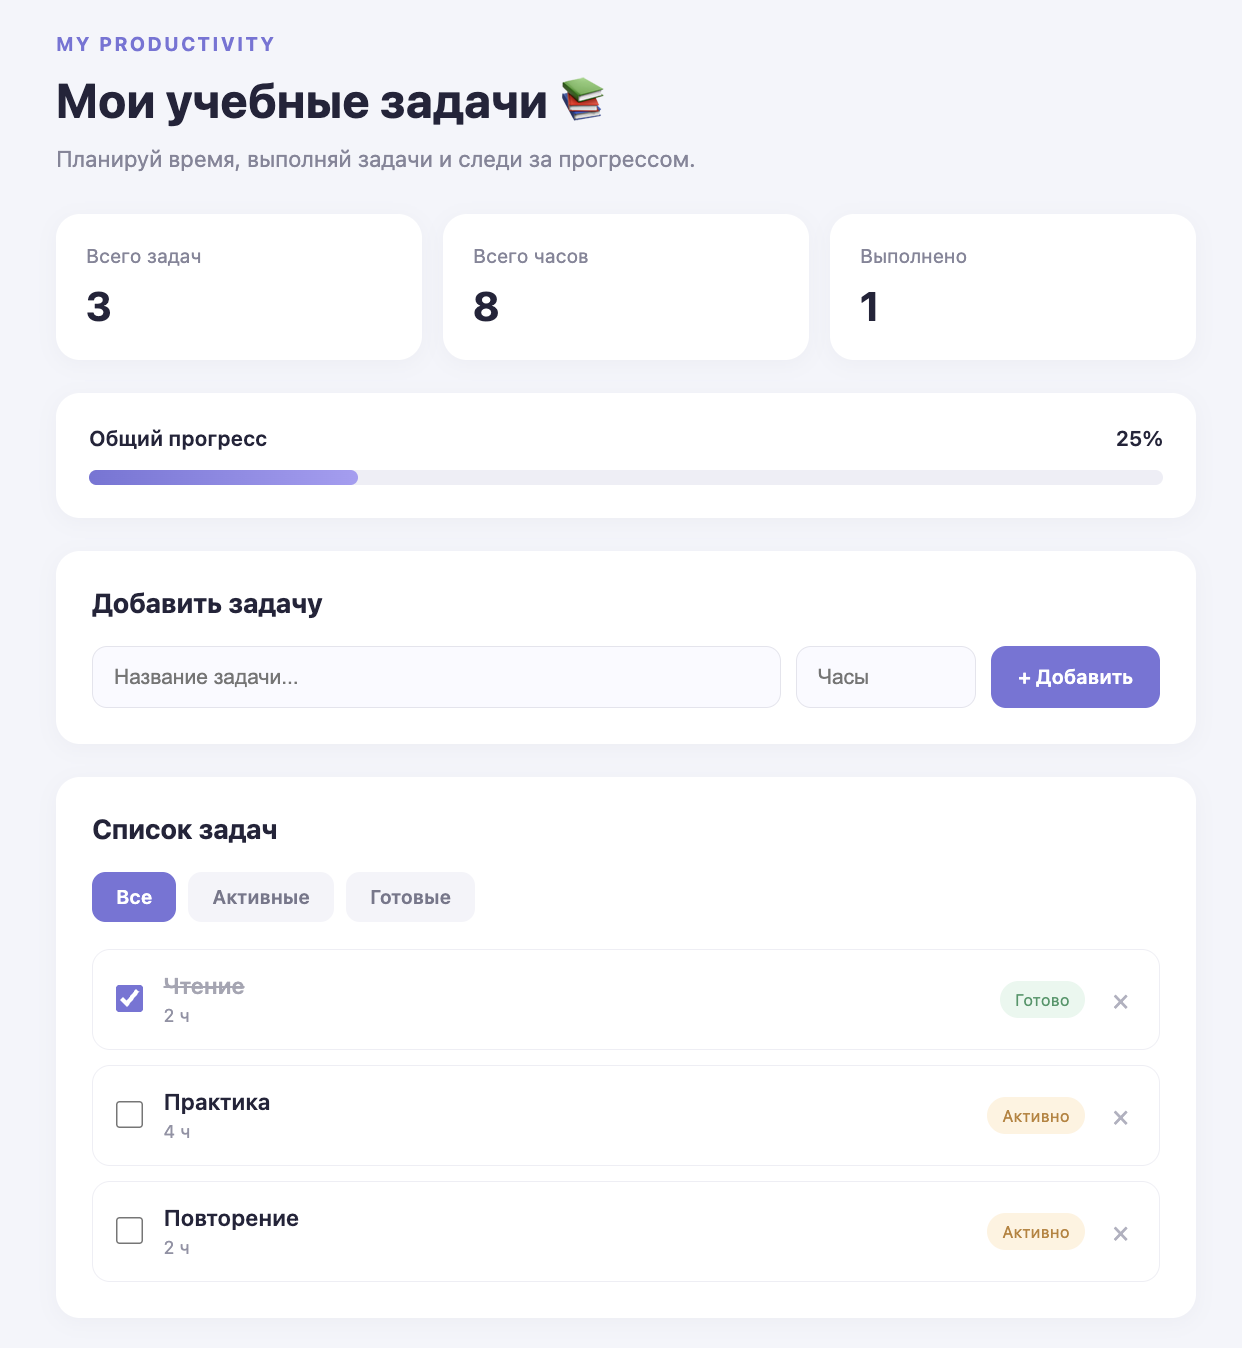 MY PRODUCTIVITY
Мои учебные задачи 📚
Планируй время, выполняй задачи и следи за прогрессом.
Всего задач
3
Всего часов
8
Выполнено
1
Общий прогресс 25%
Добавить задачу
Название задачи... Часы + Добавить
Список задач
Все Активные Готовые
Чтение
2 ч
Готово ×
Практика
4 ч
Активно ×
Повторение
2 ч
Активно ×